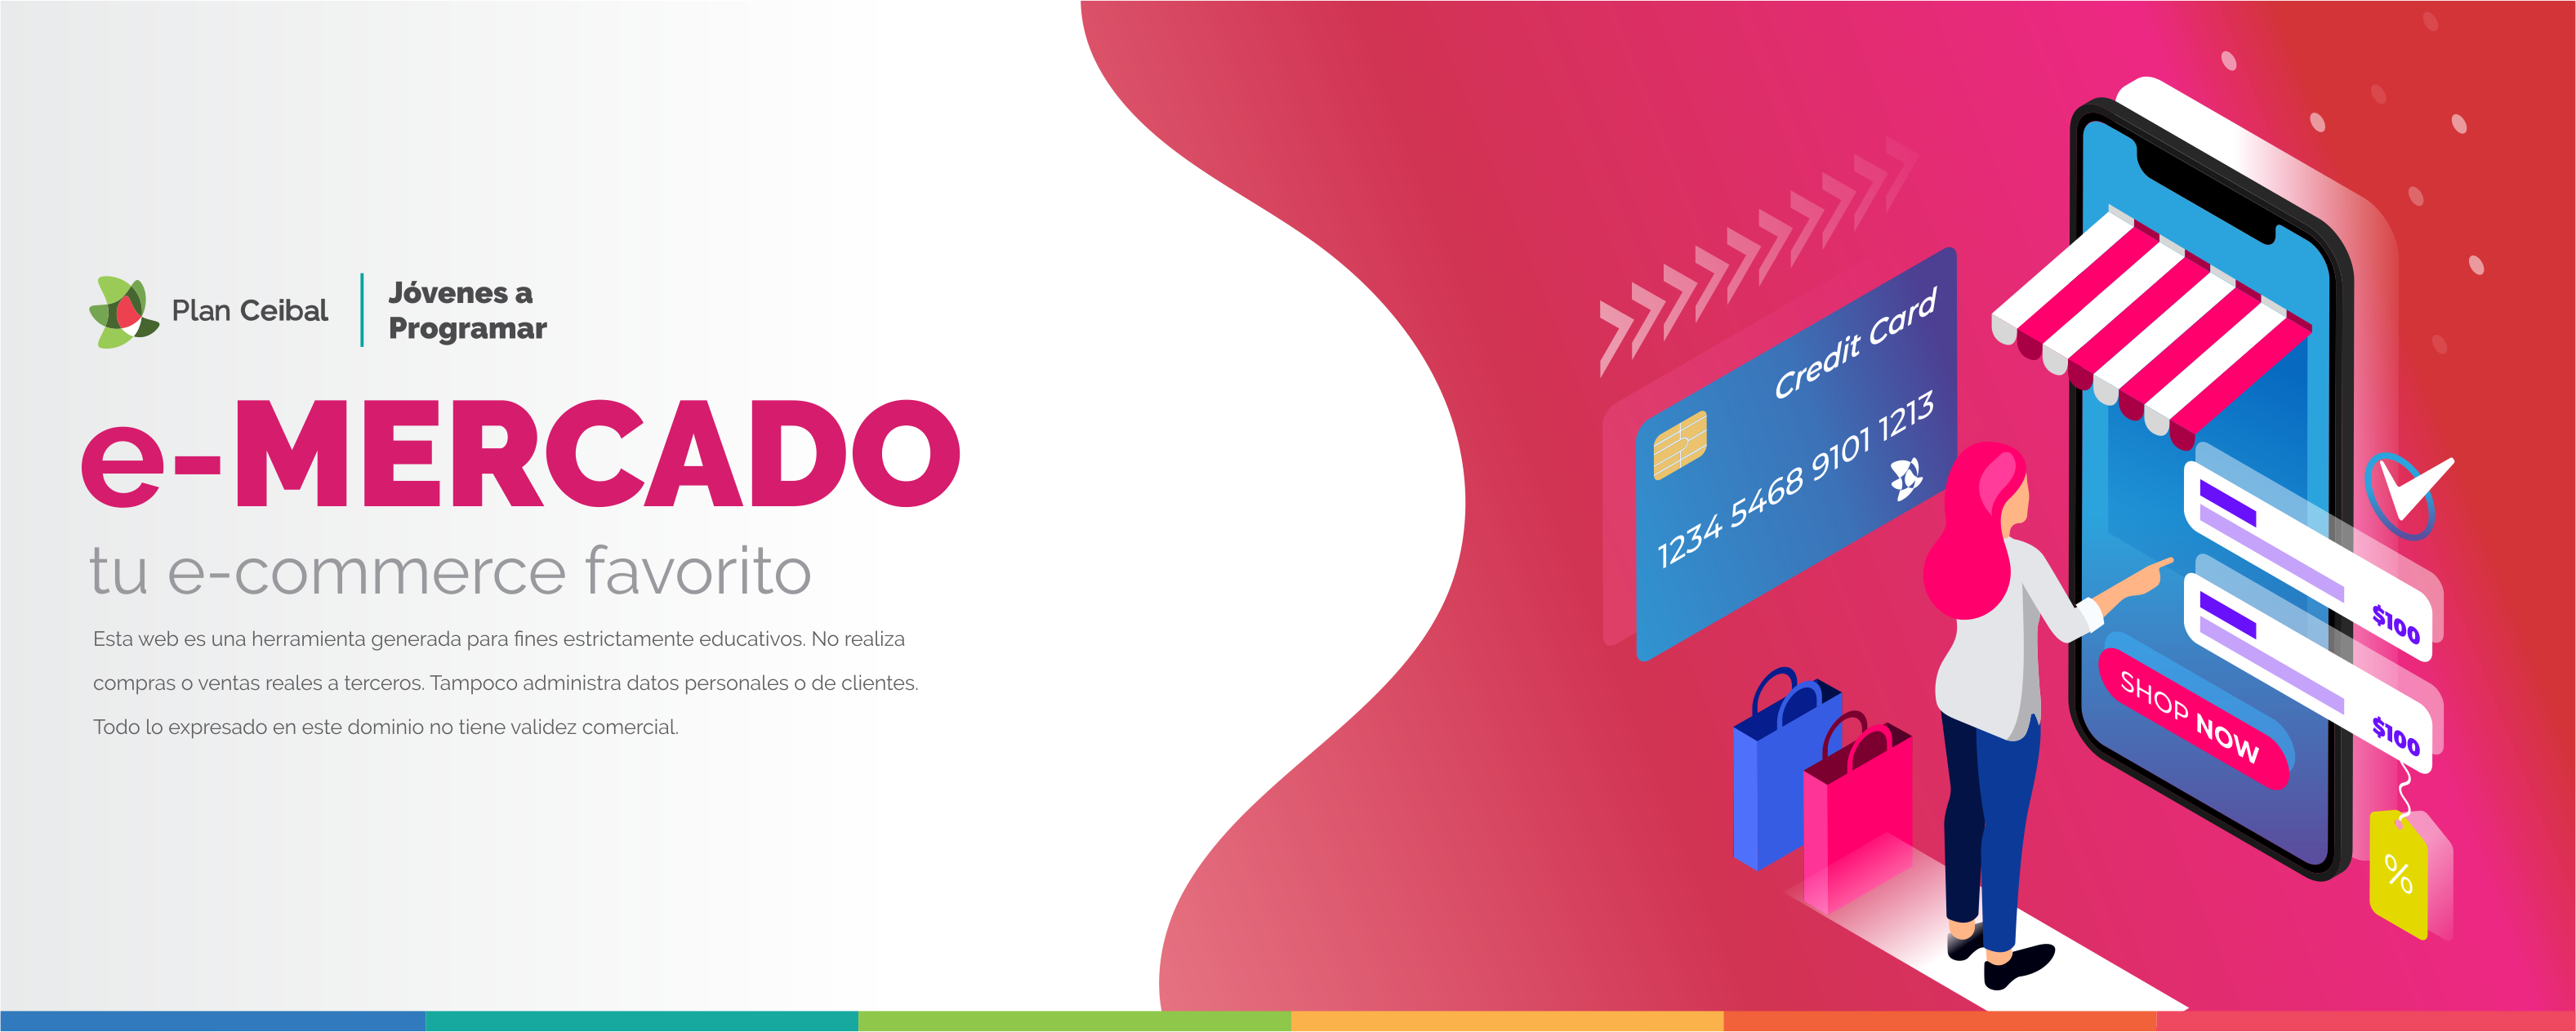 Plan Ceibal
Jóvenes a
Programar
e-MERCADO
tu e-commerce favorito
Esta web es una herramienta generada para fines estrictamente educativos. No realiza
compras o ventas reales a terceros. Tampoco administra datos personales o de clientes.
Todo lo expresado en este dominio no tiene validez comercial.
Credit Card
1234 5468 9101 1213
$100
$100
SHOP NOW
%